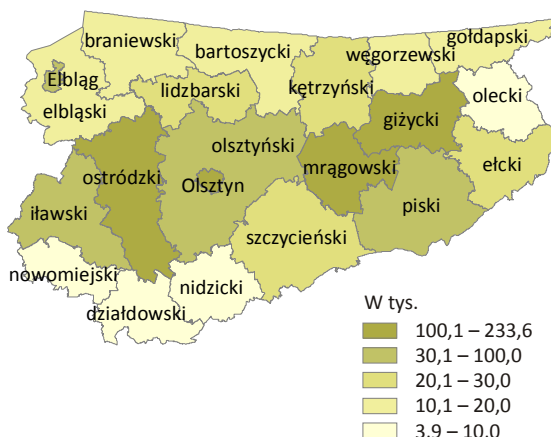 gołdapski
braniewski
bartoszycki
węgorzewski
Elbląg
lidzbarski
kętrzyński
olecki
elbląski
giżycki
olsztyński
ełcki
mrągowski
ostródzki
Olsztyn
iławski
piski
szczycieński
nowomiejski
nidzicki
działdowski
W tys.
100,1 – 233,6
30,1 – 100,0
20,1 – 30,0
10,1 – 20,0
3,9 – 10,0